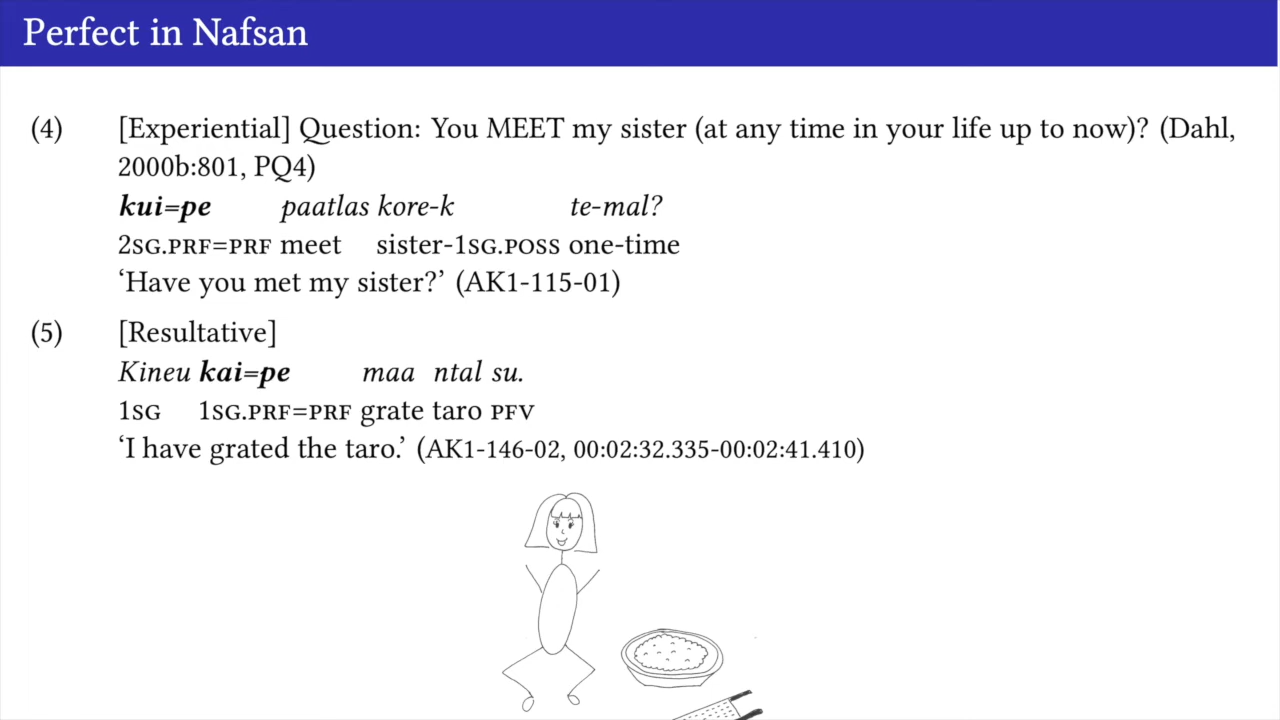 Perfect in Nafsan
(4) [Experiential] Question: You MEET my sister (at any time in your life up to now)? (Dahl,
2000b:801, PQ4)
kui=pe paatlas kore-k te-mal?
2SG.PRF=PRF meet sister-1SG.POSS one-time
‘Have you met my sister?’ (AK1-115-01)
(5) [Resultative]
Kineu kai=pe maa ntal su.
1SG 1SG.PRF=PRF grate taro PFV
‘I have grated the taro.’ (AK1-146-02, 00:02:32.335-00:02:41.410)